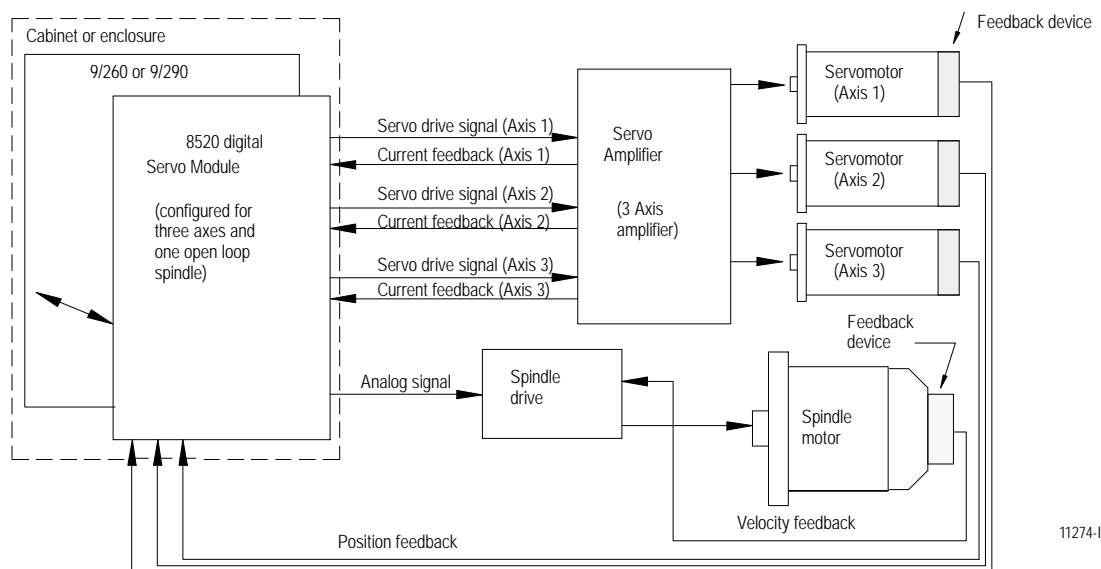 Cabinet or enclosure
9/260 or 9/290
8520 digital
Servo Module
(configured for
three axes and
one open loop
spindle)
Servo drive signal (Axis 1)
Current feedback (Axis 1)
Servo drive signal (Axis 2)
Current feedback (Axis 2)
Servo drive signal (Axis 3)
Current feedback (Axis 3)
Servo
Amplifier
(3 Axis
amplifier)
Feedback device
Servomotor
(Axis 1)
Servomotor
(Axis 2)
Servomotor
(Axis 3)
Analog signal
Spindle
drive
Feedback
device
Spindle
motor
Velocity feedback
Position feedback
11274-I